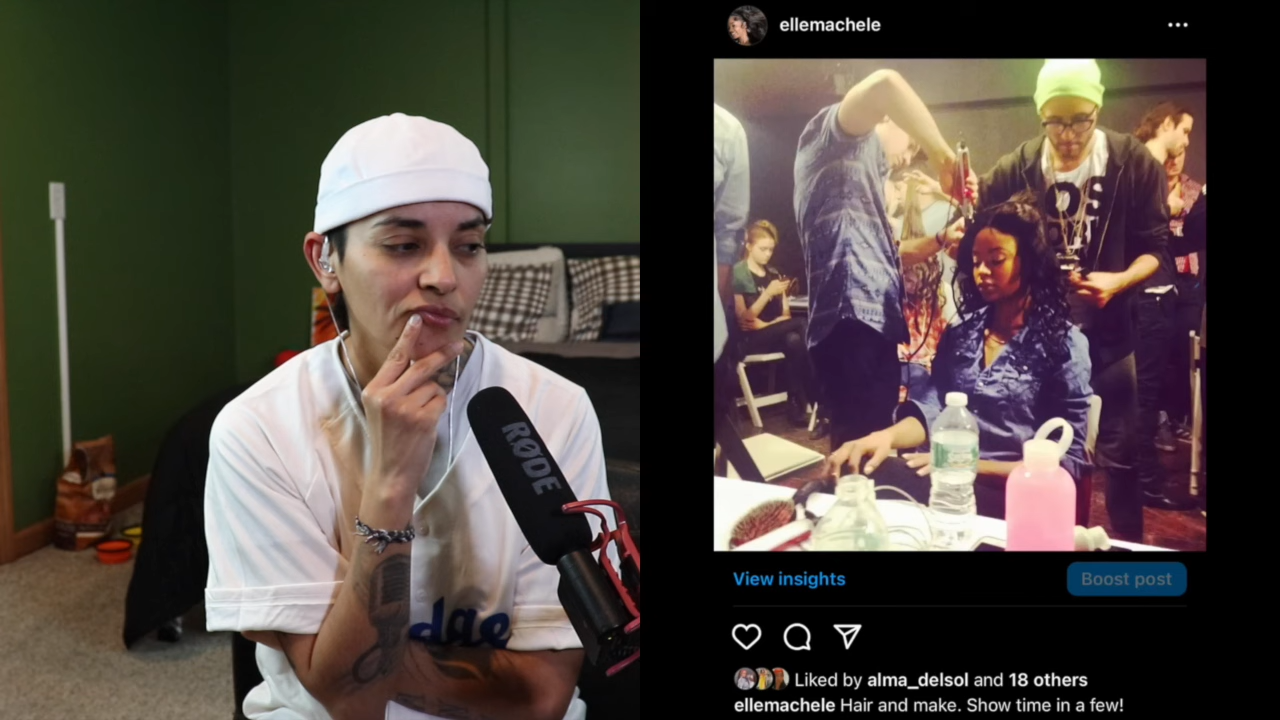 RØDE
ellemachele
View insights
Boost post
Liked by alma_delsol and 18 others
ellemachele Hair and make. Show time in a few!